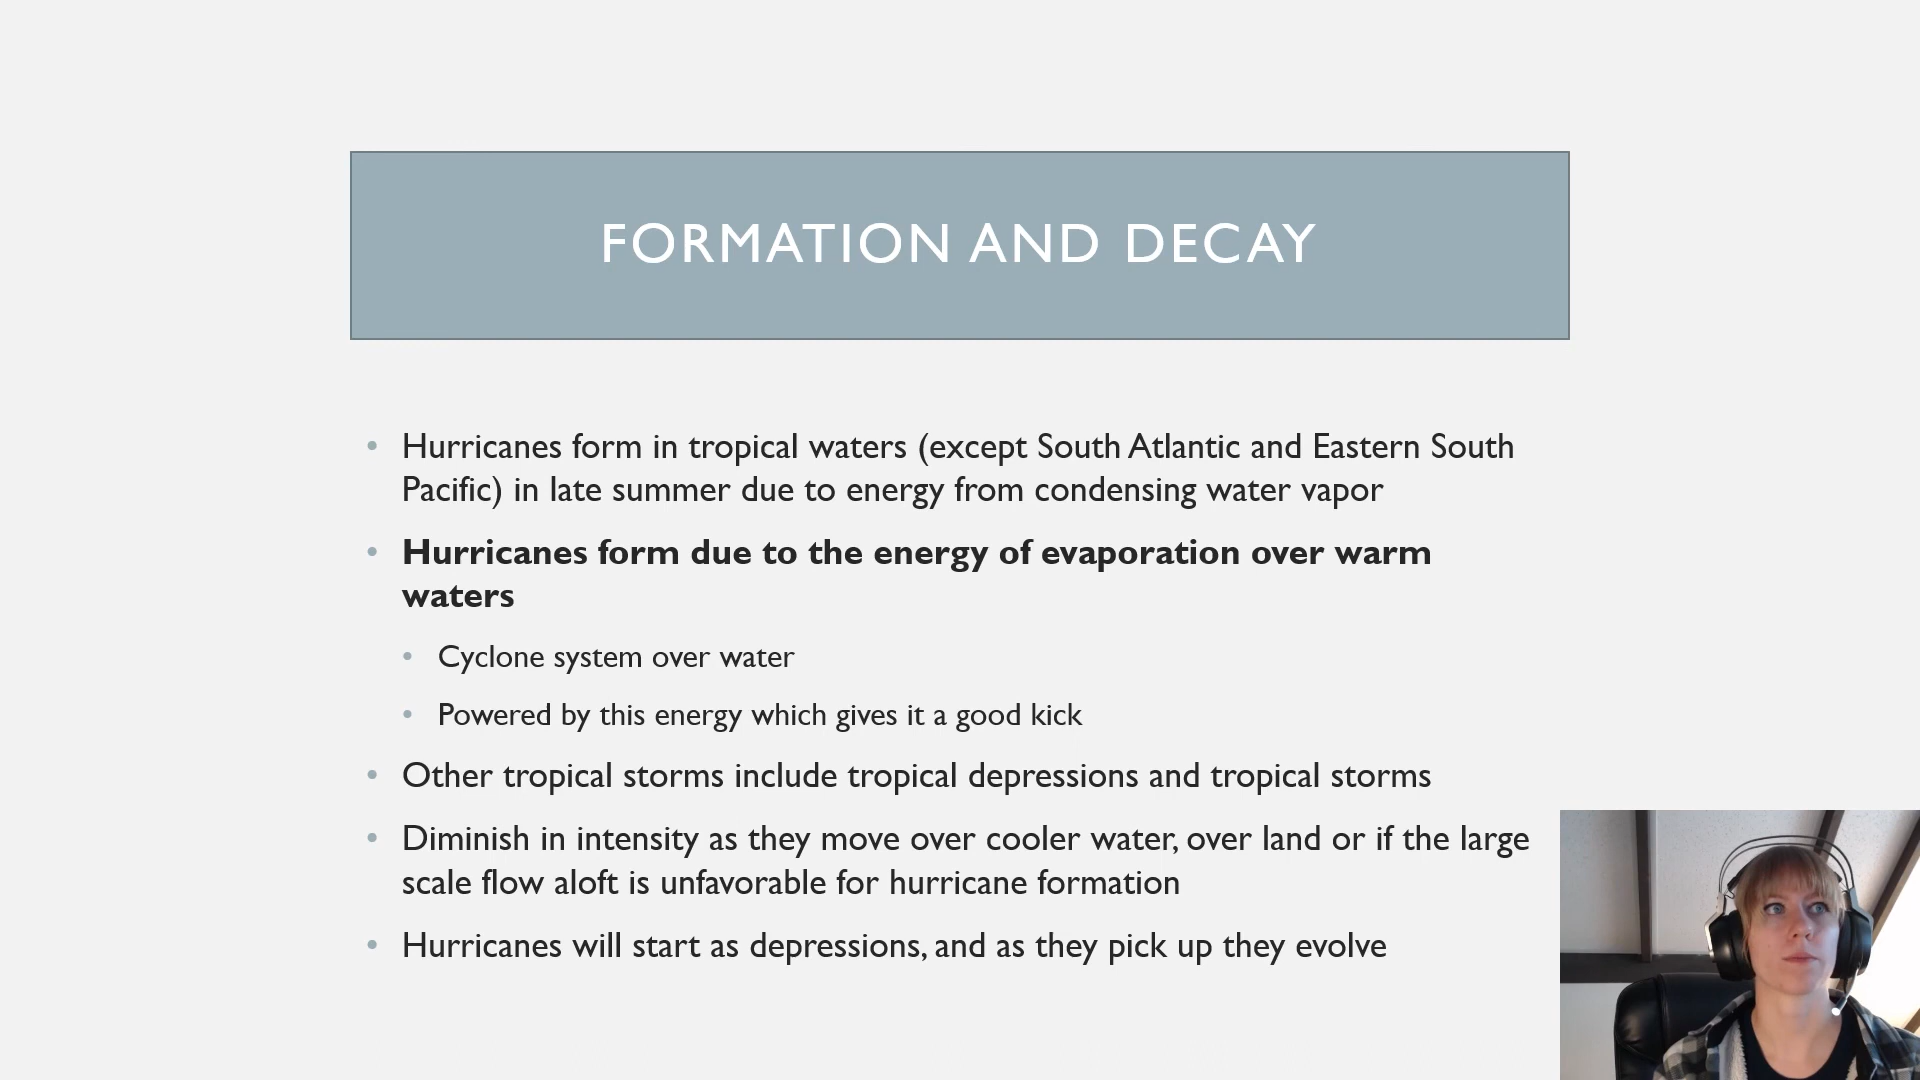 FORMATION AND DECAY
• Hurricanes form in tropical waters (except South Atlantic and Eastern South
Pacific) in late summer due to energy from condensing water vapor
• Hurricanes form due to the energy of evaporation over warm
waters
• Cyclone system over water
• Powered by this energy which gives it a good kick
• Other tropical storms include tropical depressions and tropical storms
• Diminish in intensity as they move over cooler water, over land or if the large
scale flow aloft is unfavorable for hurricane formation
• Hurricanes will start as depressions, and as they pick up they evolve